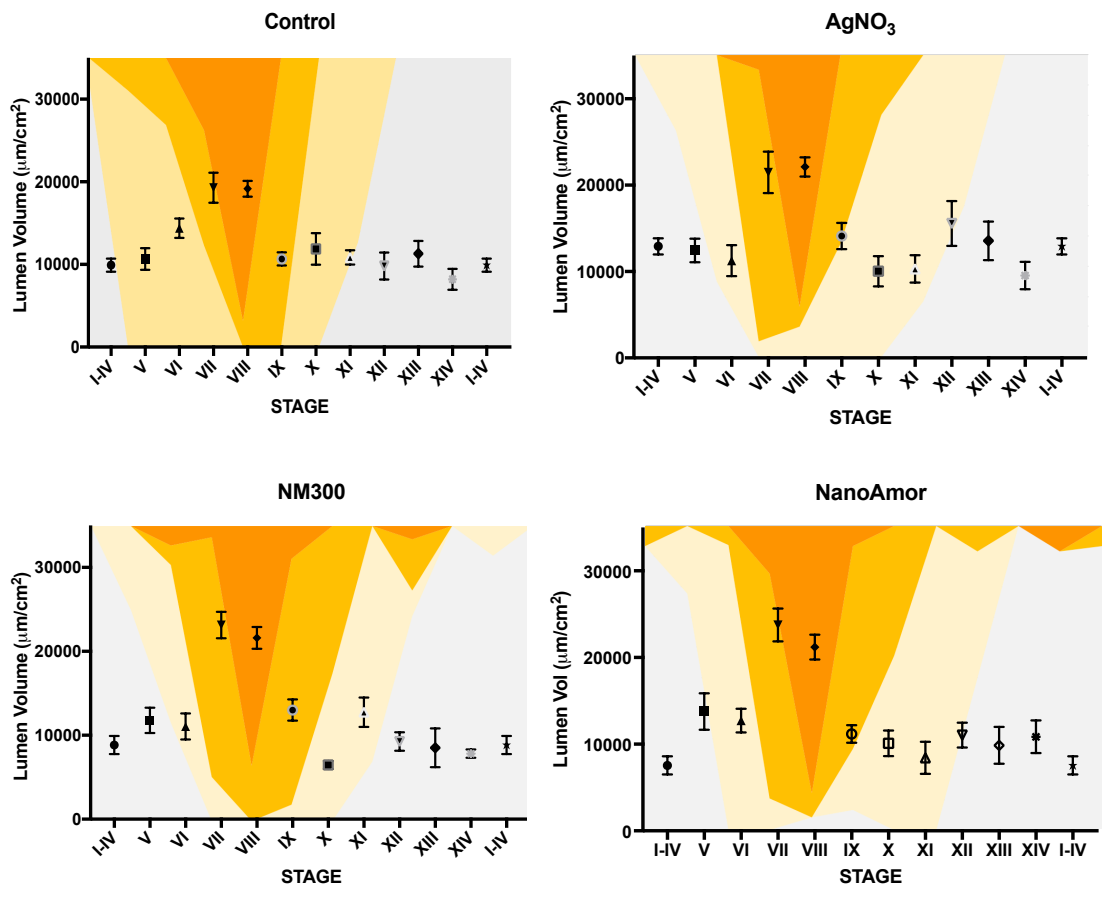 Control
Lumen Volume (μm/cm²)
30000
20000
10000
0
I-IV V VI VII VIII IX X XI XII XIII XIV I-IV
STAGE
AgNO₃
Lumen Volume (μm/cm²)
30000
20000
10000
0
I-IV V VI VII VIII IX X XI XII XIII XIV I-IV
STAGE
NM300
Lumen Volume (μm/cm²)
30000
20000
10000
0
I-IV V VI VII VIII IX X XI XII XIII XIV I-IV
STAGE
NanoAmor
Lumen Vol (μm/cm²)
30000
20000
10000
0
I-IV V VI VII VIII IX X XI XII XIII XIV I-IV
STAGE